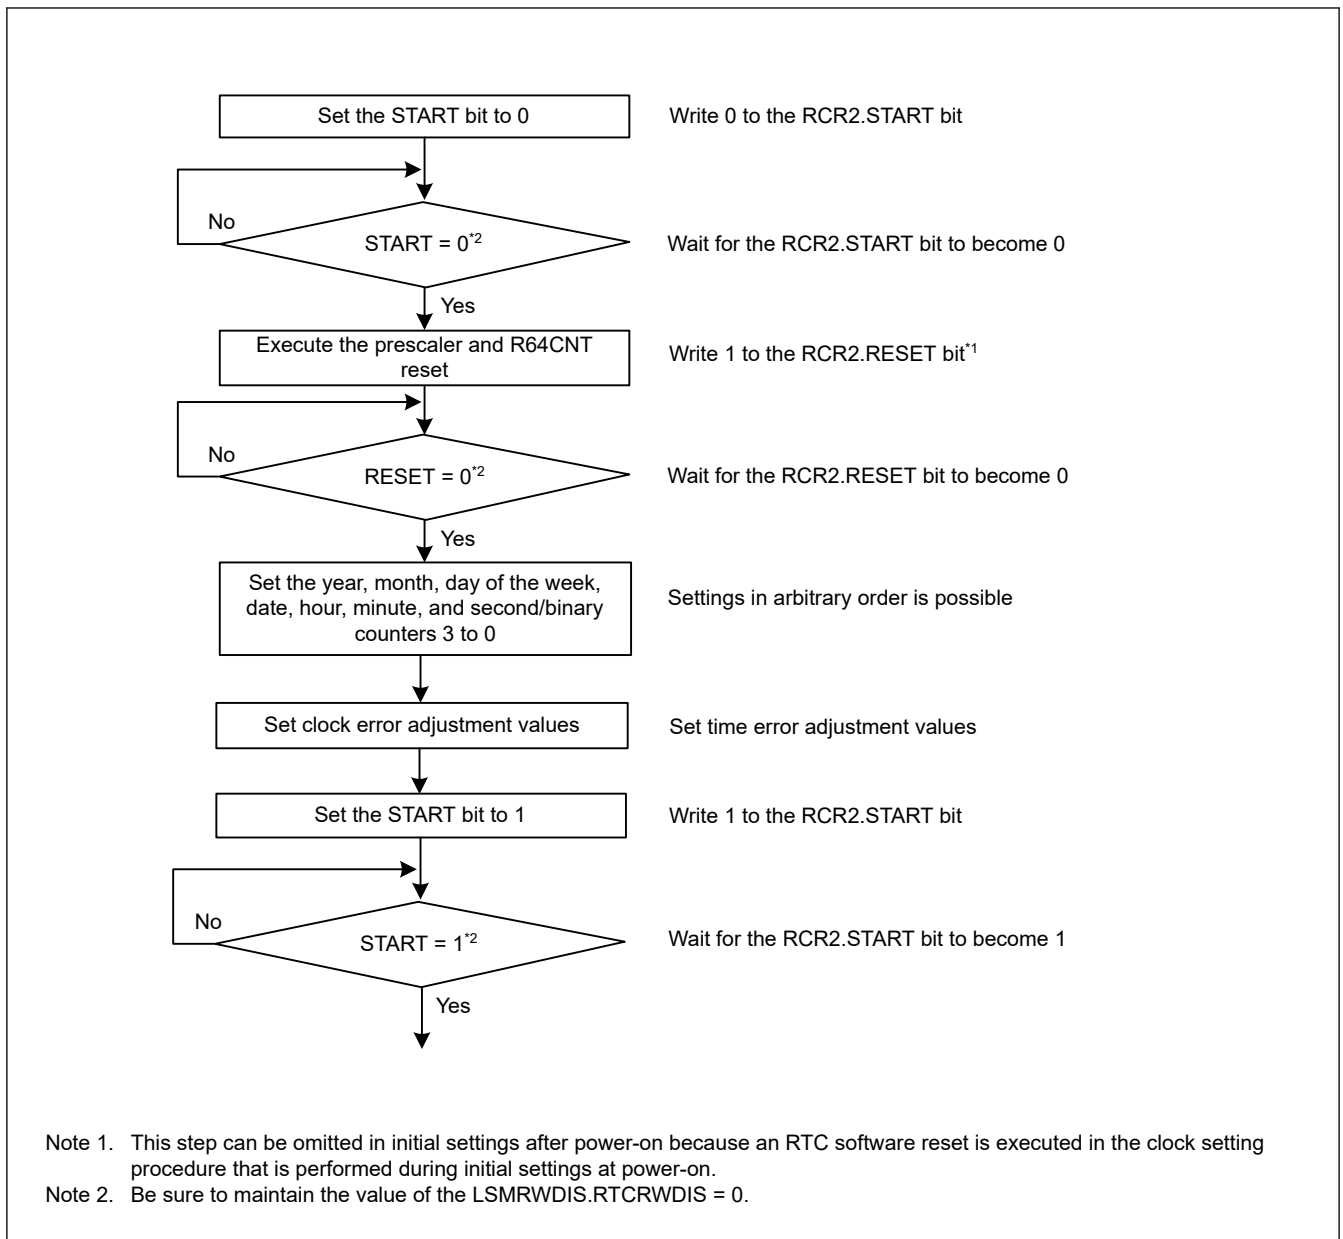 Set the START bit to 0
Write 0 to the RCR2.START bit
No
START = 0*2
Wait for the RCR2.START bit to become 0
Yes
Execute the prescaler and R64CNT
reset
Write 1 to the RCR2.RESET bit*1
No
RESET = 0*2
Wait for the RCR2.RESET bit to become 0
Yes
Set the year, month, day of the week,
date, hour, minute, and second/binary
counters 3 to 0
Settings in arbitrary order is possible
Set clock error adjustment values
Set time error adjustment values
Set the START bit to 1
Write 1 to the RCR2.START bit
No
START = 1*2
Wait for the RCR2.START bit to become 1
Yes
Note 1. This step can be omitted in initial settings after power-on because an RTC software reset is executed in the clock setting
procedure that is performed during initial settings at power-on.
Note 2. Be sure to maintain the value of the LSMRWDIS.RTCRWDIS = 0.